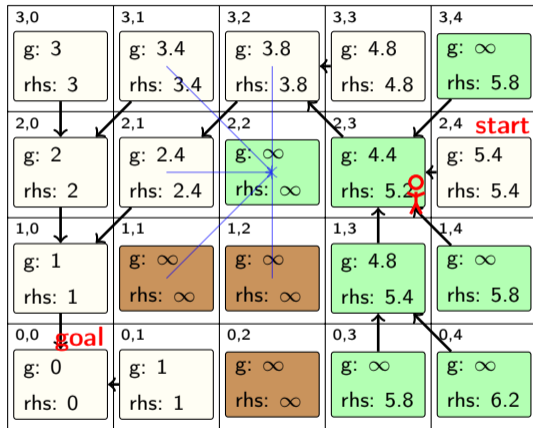 3,0 3,1 3,2 3,3 3,4
g: 3 g: 3.4 g: 3.8 g: 4.8 g: ∞
rhs: 3 rhs: 3.4 rhs: 3.8 rhs: 4.8 rhs: 5.8
2,0 2,1 2,2 2,3 2,4 start
g: 2 g: 2.4 g: ∞ g: 4.4 g: 5.4
rhs: 2 rhs: 2.4 rhs: ∞ rhs: 5.2 rhs: 5.4
1,0 1,1 1,2 1,3 1,4
g: 1 g: ∞ g: ∞ g: 4.8 g: ∞
rhs: 1 rhs: ∞ rhs: ∞ rhs: 5.4 rhs: 5.8
0,0 goal 0,1 0,2 0,3 0,4
g: 0 g: 1 g: ∞ g: ∞ g: ∞
rhs: 0 rhs: 1 rhs: ∞ rhs: 5.8 rhs: 6.2